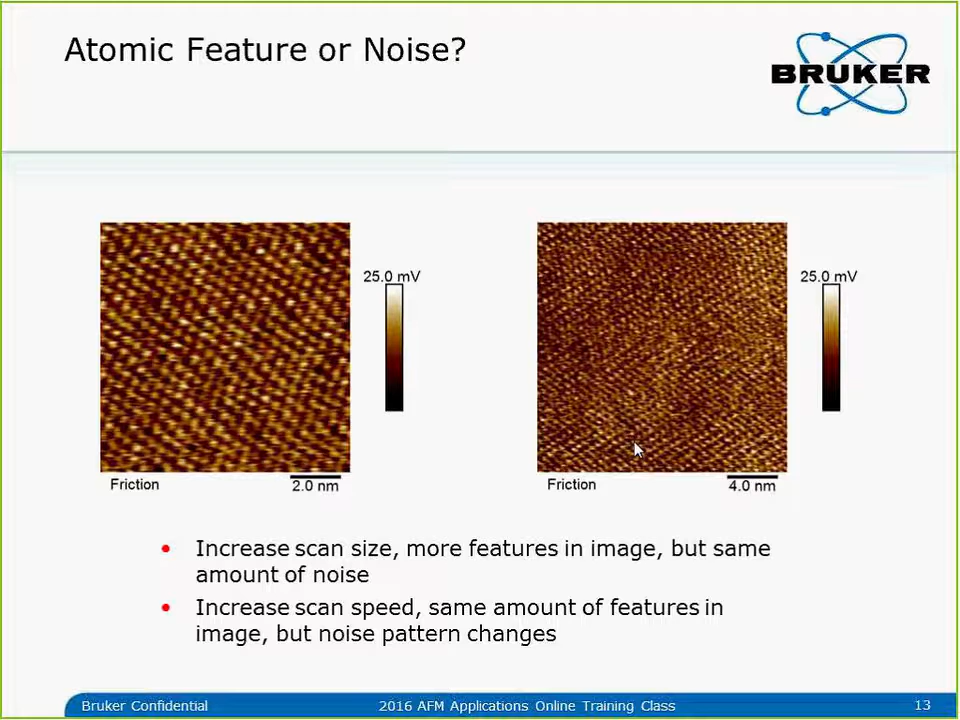 Atomic Feature or Noise?
BRUKER
25.0 mV
25.0 mV
Friction
2.0 nm
Friction
4.0 nm
• Increase scan size, more features in image, but same
amount of noise
• Increase scan speed, same amount of features in
image, but noise pattern changes
Bruker Confidential
2016 AFM Applications Online Training Class
13